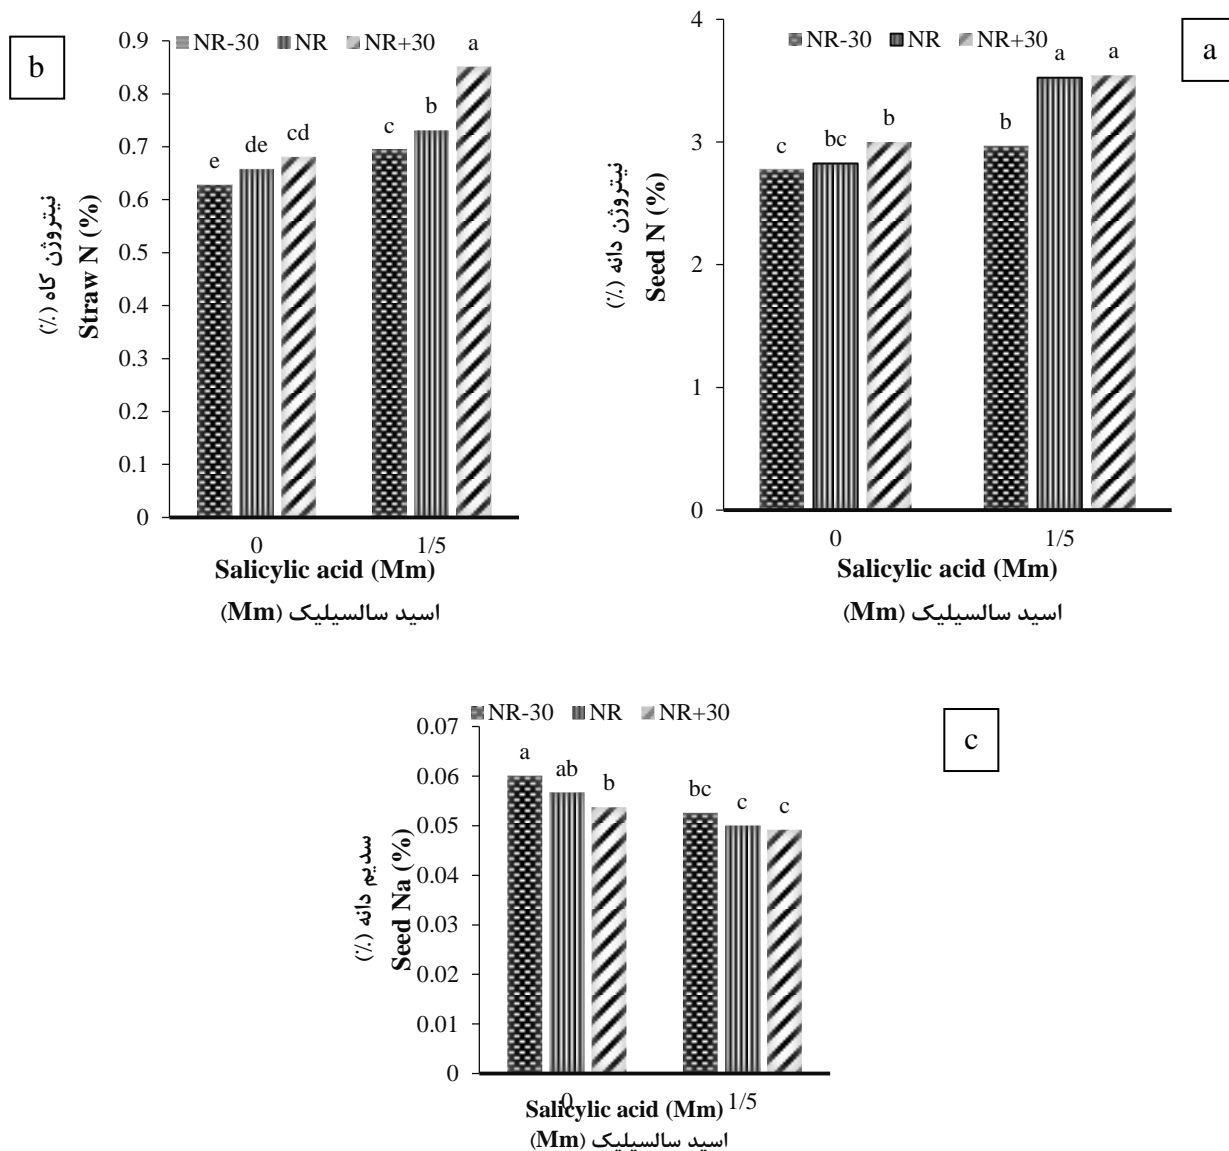 b
NR-30 NR NR+30
0.9
0.8
0.7
0.6
0.5
0.4
0.3
0.2
0.1
0
e de cd c b a
0 1/5
نیتروژن کاه (٪)
Straw N (%)
Salicylic acid (Mm)
اسید سالسیلیک (Mm)
a
NR-30 NR NR+30
4
3
2
1
0
c bc b b a a
0 1/5
نیتروژن دانه (٪)
Seed N (%)
Salicylic acid (Mm)
اسید سالسیلیک (Mm)
c
NR-30 NR NR+30
0.07
0.06
0.05
0.04
0.03
0.02
0.01
0
a ab b bc c c
0 1/5
سدیم دانه (٪)
Seed Na (%)
Salicylic acid (Mm)
اسید سالسیلیک (Mm)